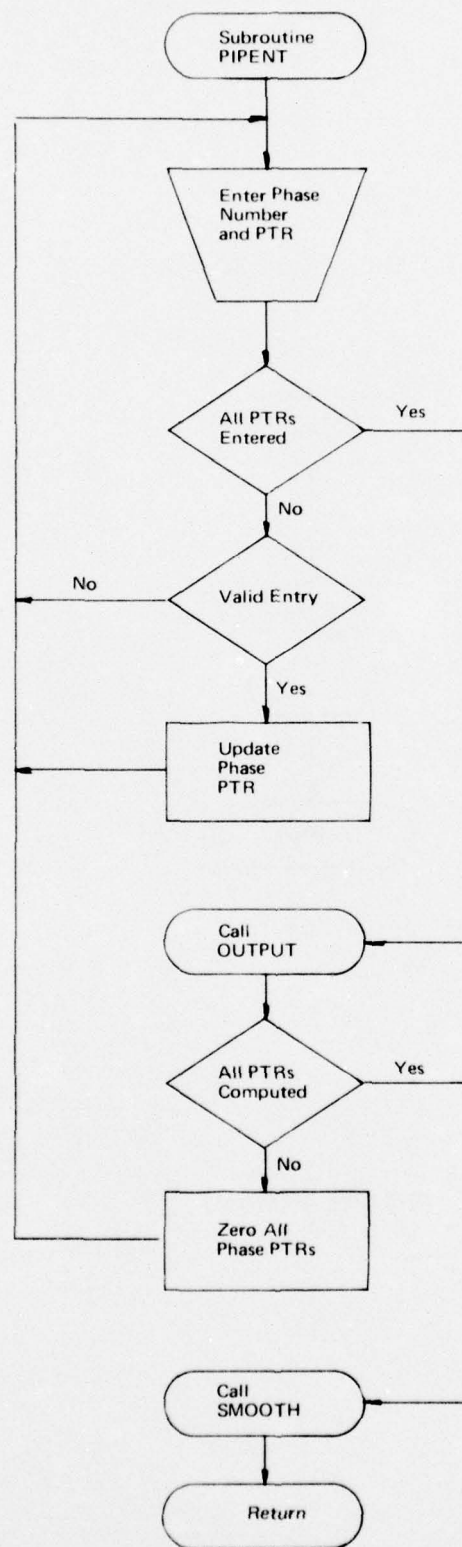 Subroutine
PIPENT
Enter Phase
Number
and PTR
All PTRs
Entered
Yes
No
Valid Entry
No
Yes
Update
Phase
PTR
Call
OUTPUT
All PTRs
Computed
Yes
No
Zero All
Phase PTRs
Call
SMOOTH
Return